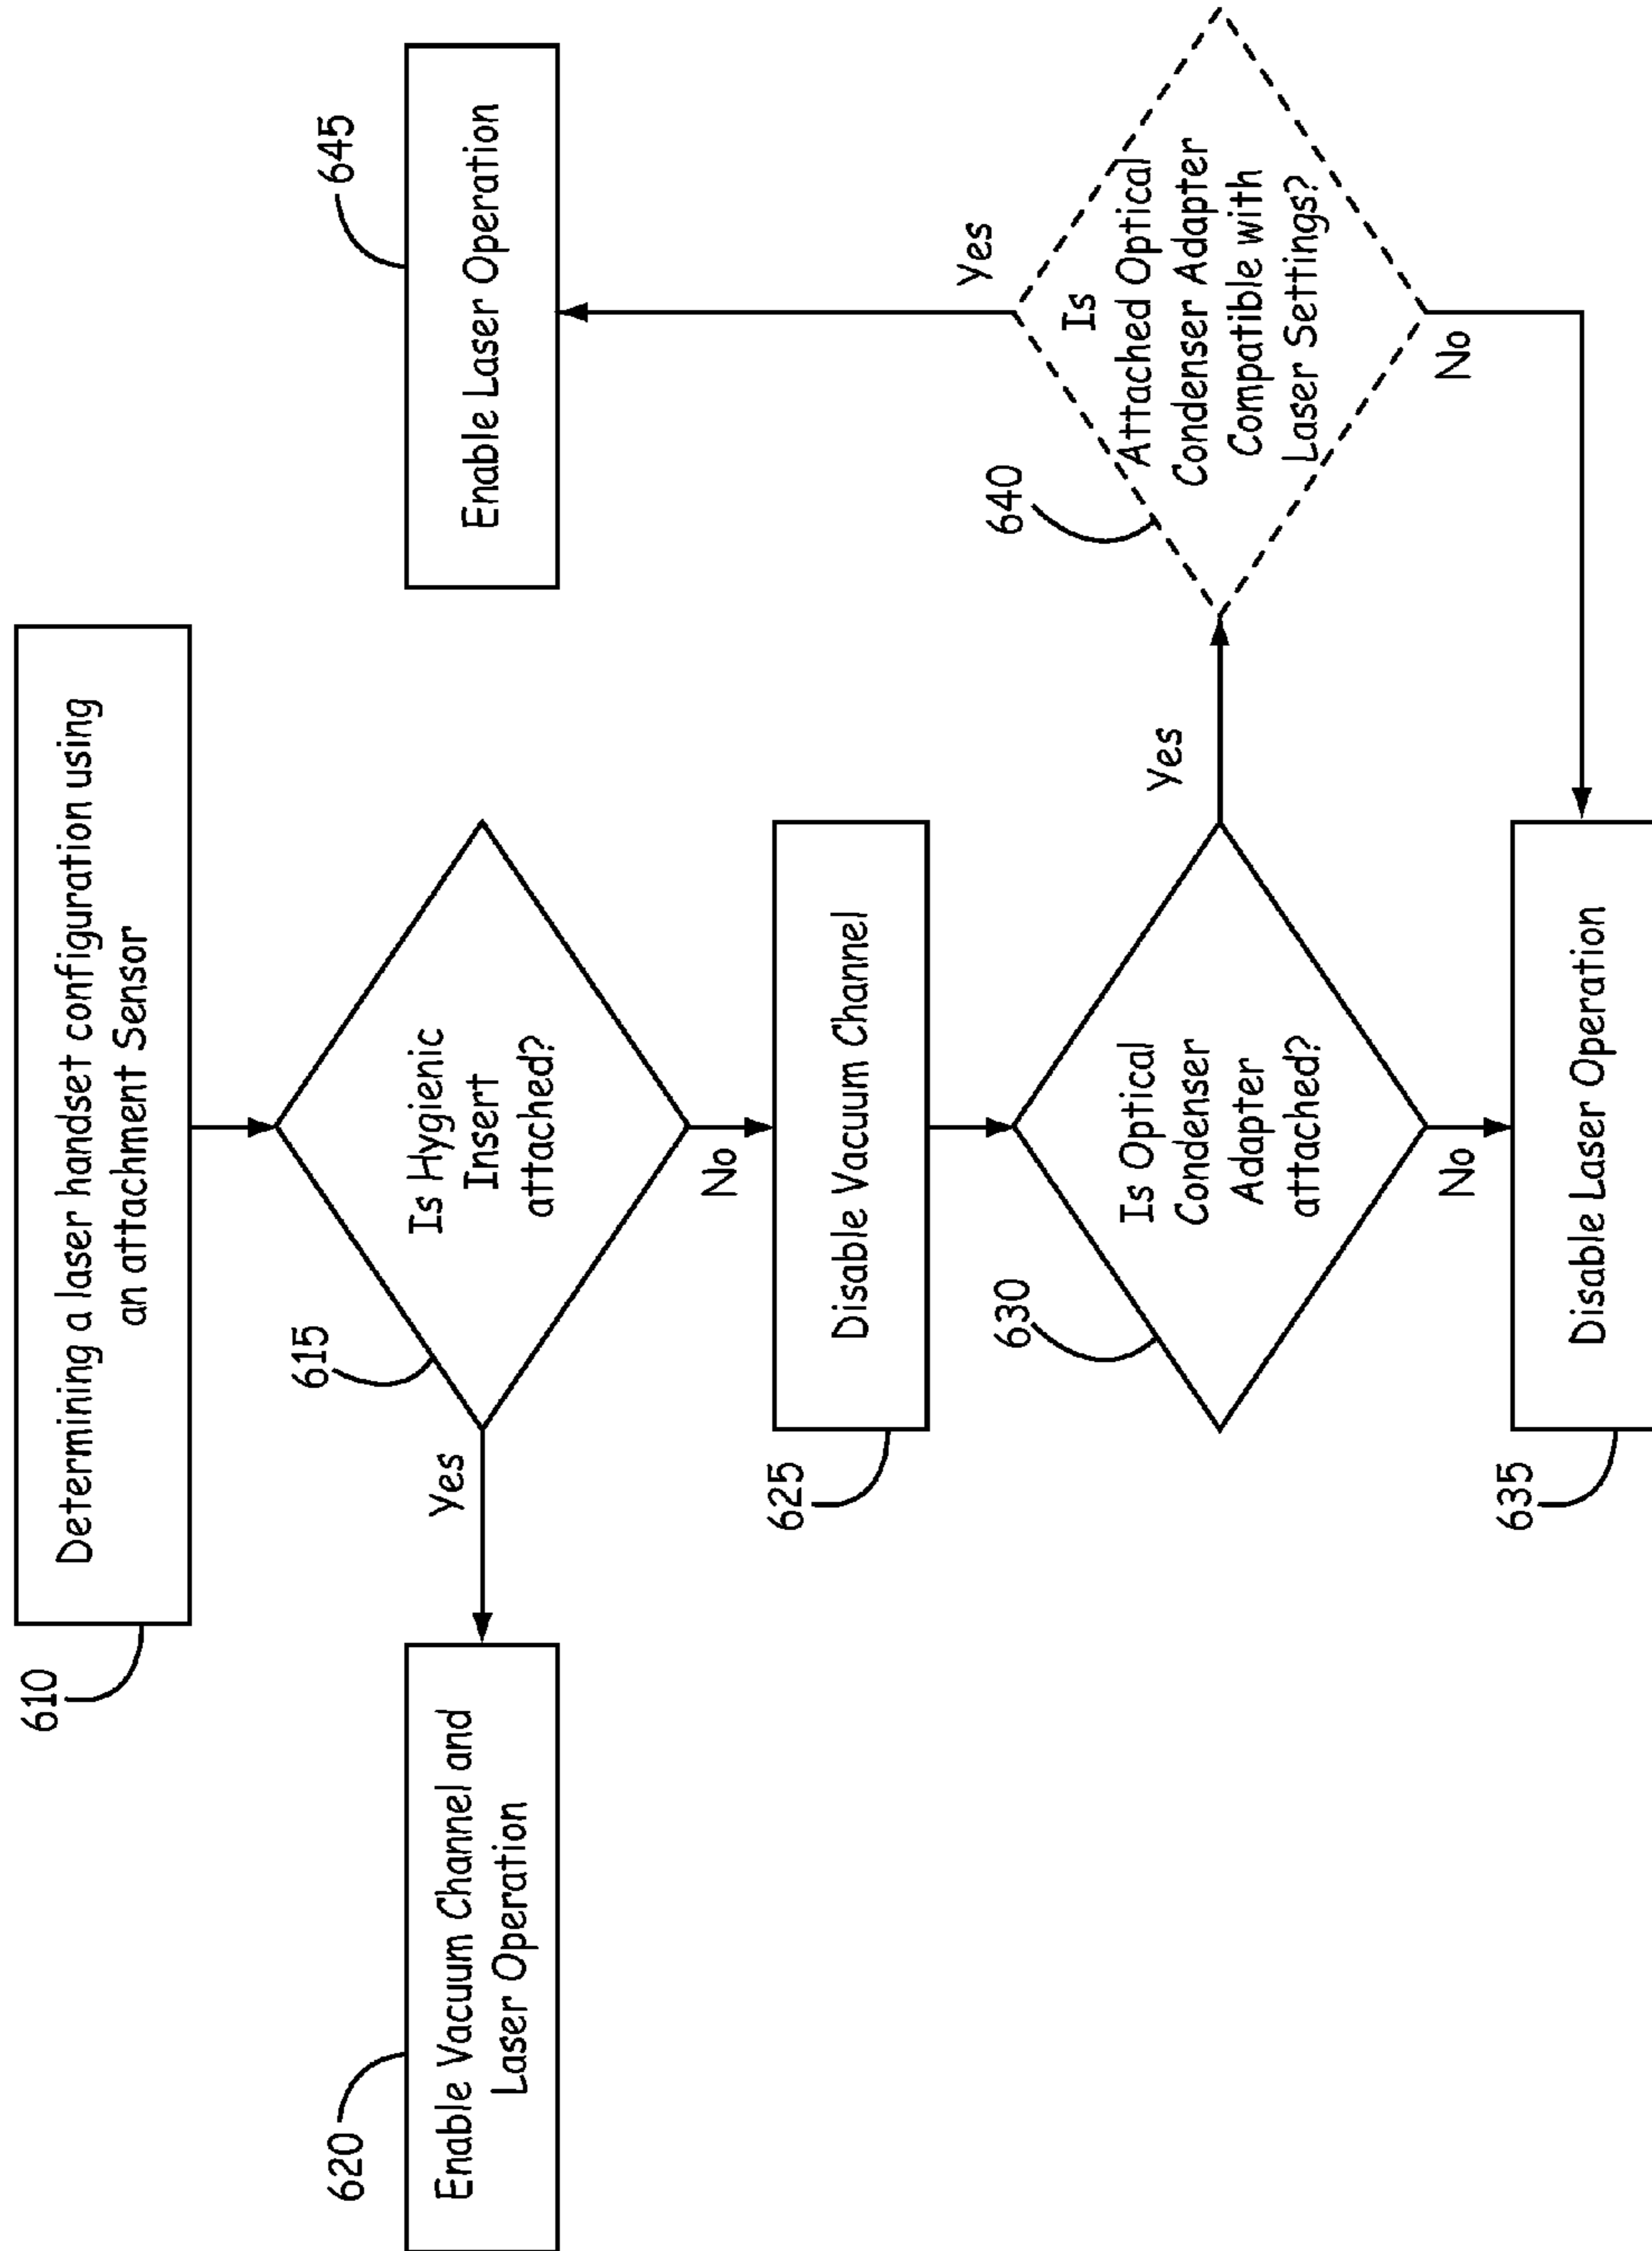 610
Determining a laser handset configuration using
an attachment Sensor
615
Is Hygienic
Insert
attached?
Yes
620
Enable Vacuum Channel and
Laser Operation
No
625
Disable Vacuum Channel
630
Is Optical
Condenser
Adapter
attached?
No
635
Disable Laser Operation
Yes
640
Is
Attached Optical
Condenser Adapter
Compatible with
Laser Settings?
No
Yes
645
Enable Laser Operation